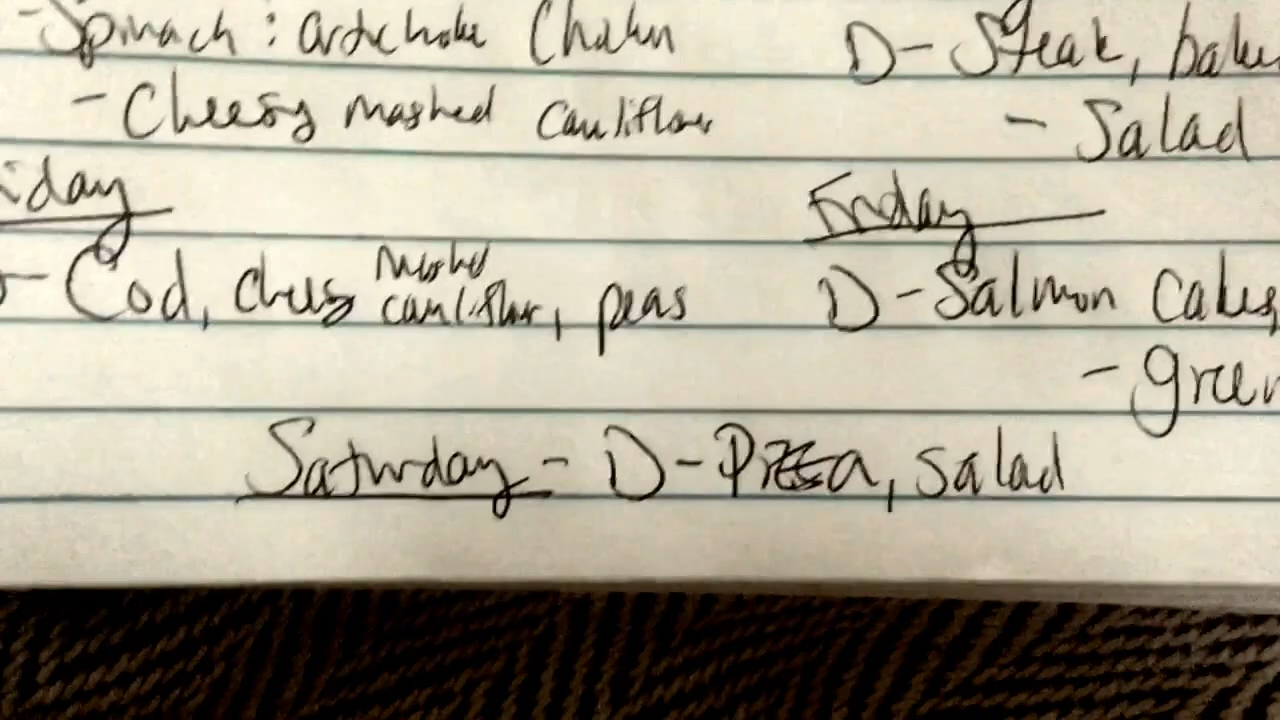 -Spinach : artichoke Chicken
- Cheesy mashed cauliflower
iday
- Cod, cheesy mashed cauliflower, peas
D- Steak, bake
- Salad
Friday
D- Salmon Cakes,
- green
Saturday - D- Pizza, salad